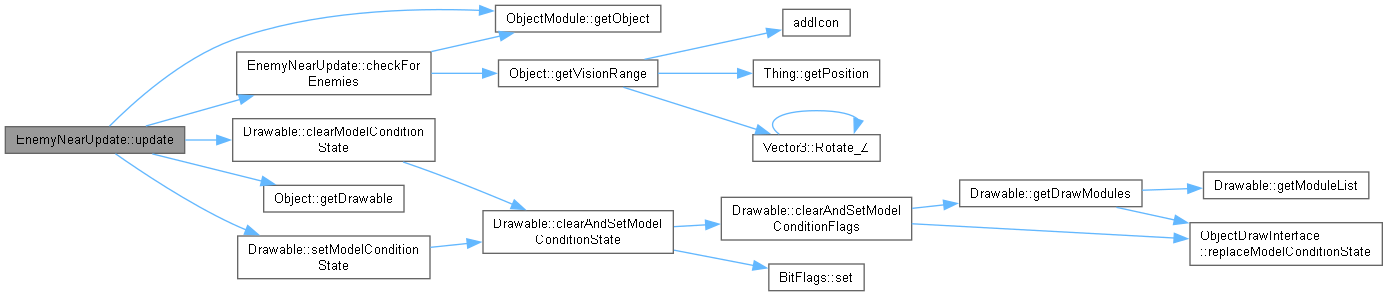 EnemyNearUpdate::update
ObjectModule::getObject
EnemyNearUpdate::checkFor
Enemies
Drawable::clearModelCondition
State
Object::getDrawable
Drawable::setModelCondition
State
Object::getVisionRange
Drawable::clearAndSetModel
ConditionState
addIcon
Thing::getPosition
Vector3::Rotate_Z
Drawable::clearAndSetModel
ConditionFlags
BitFlags::set
Drawable::getDrawModules
Drawable::getModuleList
ObjectDrawInterface
::replaceModelConditionState